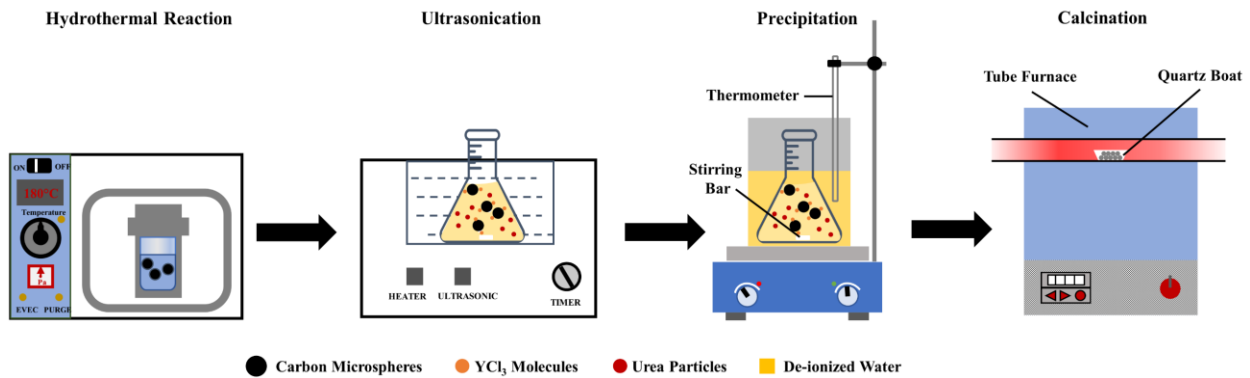 Hydrothermal Reaction
Ultrasonication
Precipitation
Calcination
ON
OFF
180°C
Temperature
Pa
EVEC PURGE
HEATER
ULTRASONIC
TIMER
Thermometer
Stirring
Bar
Tube Furnace
Quartz Boat
Carbon Microspheres
YCl₃ Molecules
Urea Particles
De-ionized Water